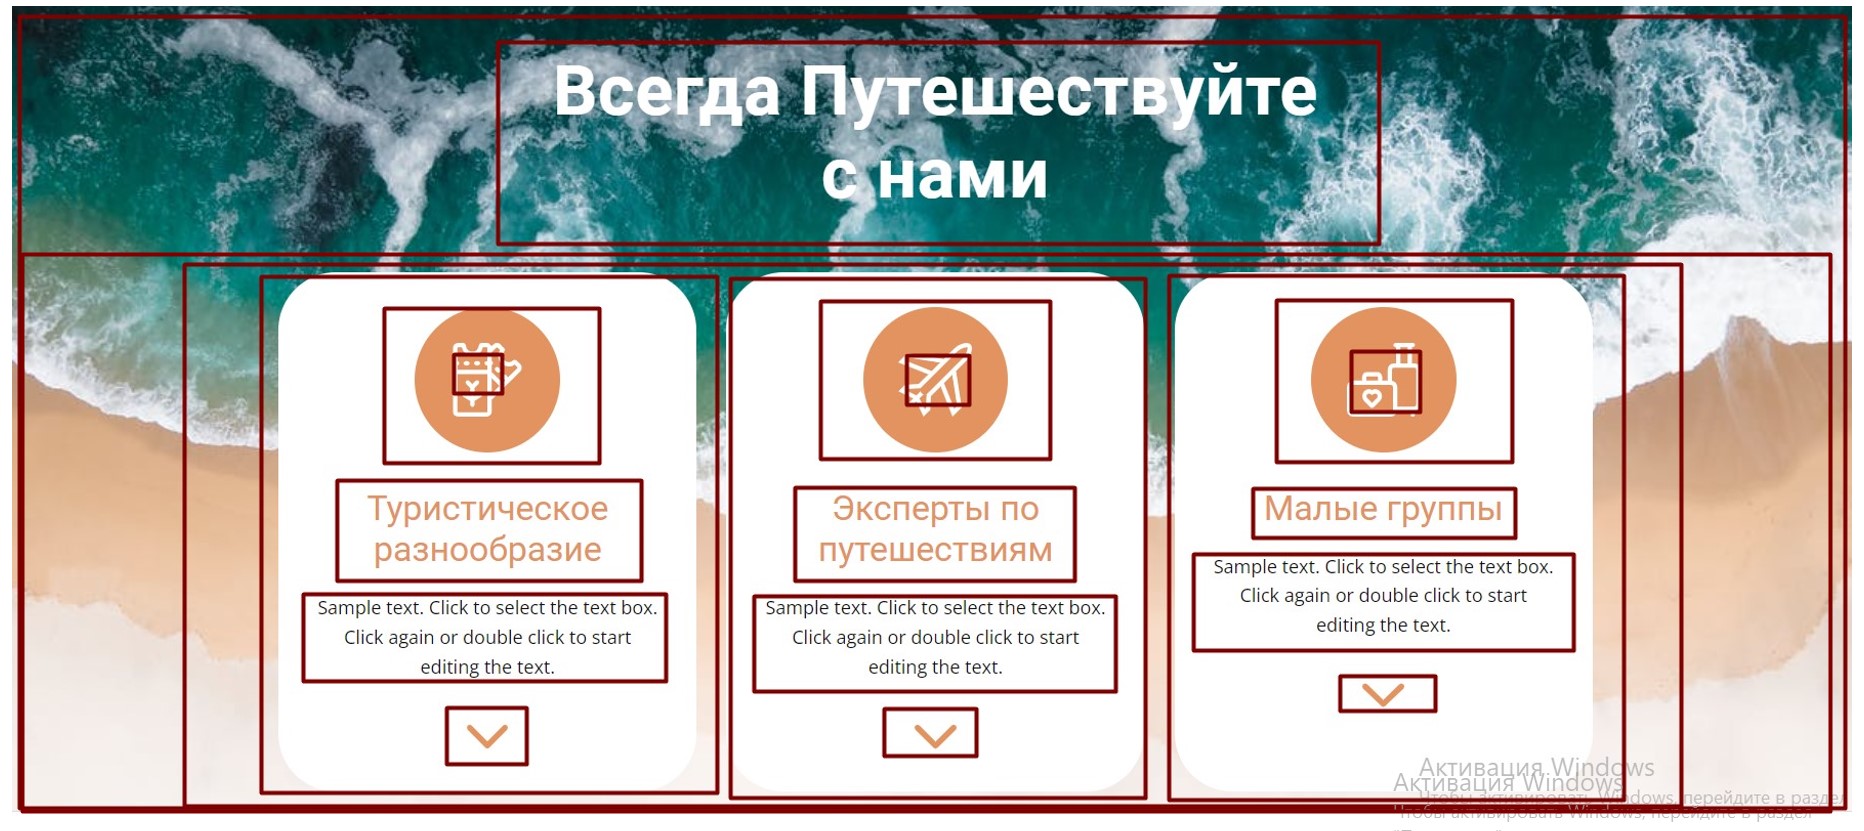 Всегда Путешествуйте
с нами
Туристическое
разнообразие
Sample text. Click to select the text box.
Click again or double click to start
editing the text.
Эксперты по
путешествиям
Sample text. Click to select the text box.
Click again or double click to start
editing the text.
Малые группы
Sample text. Click to select the text box.
Click again or double click to start
editing the text.
Активация Windows
Активация Windows
Чтобы активировать Windows, перейдите в раздел
Чтобы активировать Windows, перейдите в раздел